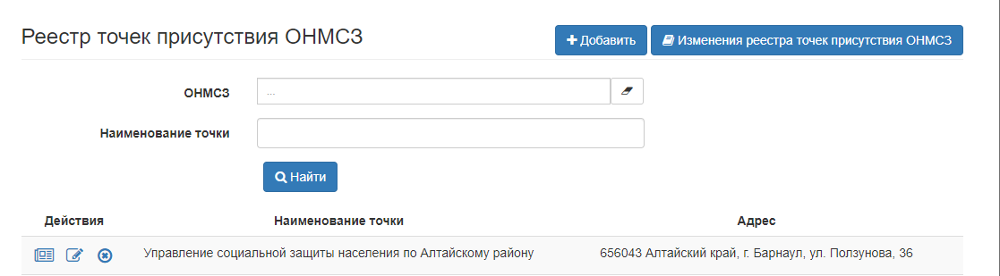 Реестр точек присутствия ОНМСЗ
Добавить
Изменения реестра точек присутствия ОНМСЗ
ОНМСЗ
...
Наименование точки
Найти
Действия Наименование точки Адрес
Управление социальной защиты населения по Алтайскому району 656043 Алтайский край, г. Барнаул, ул. Ползунова, 36